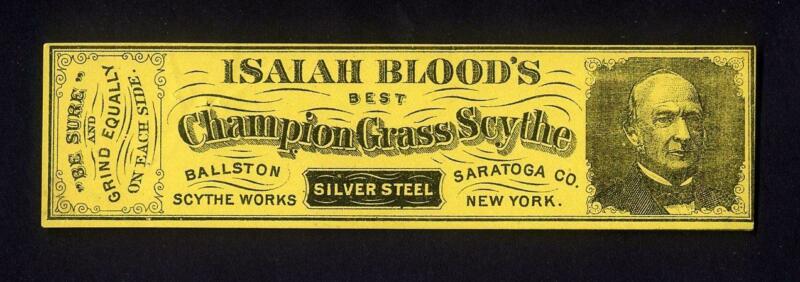 "BE SURE"
AND
GRIND EQUALLY
ON EACH SIDE.
ISAIAH BLOOD'S
BEST
Champion Grass Scythe
BALLSTON
SCYTHE WORKS
SILVER STEEL
SARATOGA CO.
NEW YORK.